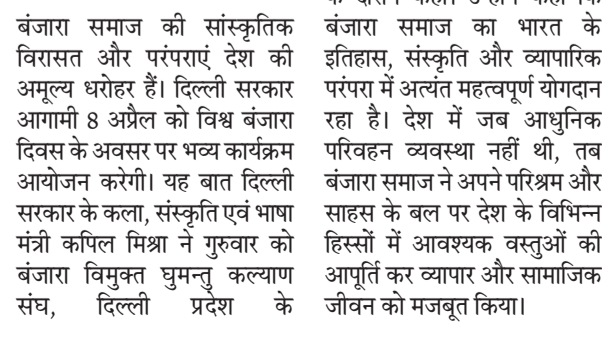 बंजारा समाज की सांस्कृतिक
विरासत और परंपराएं देश की
अमूल्य धरोहर हैं। दिल्ली सरकार
आगामी 8 अप्रैल को विश्व बंजारा
दिवस के अवसर पर भव्य कार्यक्रम
आयोजन करेगी। यह बात दिल्ली
सरकार के कला, संस्कृति एवं भाषा
मंत्री कपिल मिश्रा ने गुरुवार को
बंजारा विमुक्त घुमन्तु कल्याण
संघ, दिल्ली प्रदेश के
बंजारा समाज का भारत के
इतिहास, संस्कृति और व्यापारिक
परंपरा में अत्यंत महत्वपूर्ण योगदान
रहा है। देश में जब आधुनिक
परिवहन व्यवस्था नहीं थी, तब
बंजारा समाज ने अपने परिश्रम और
साहस के बल पर देश के विभिन्न
हिस्सों में आवश्यक वस्तुओं की
आपूर्ति कर व्यापार और सामाजिक
जीवन को मजबूत किया।